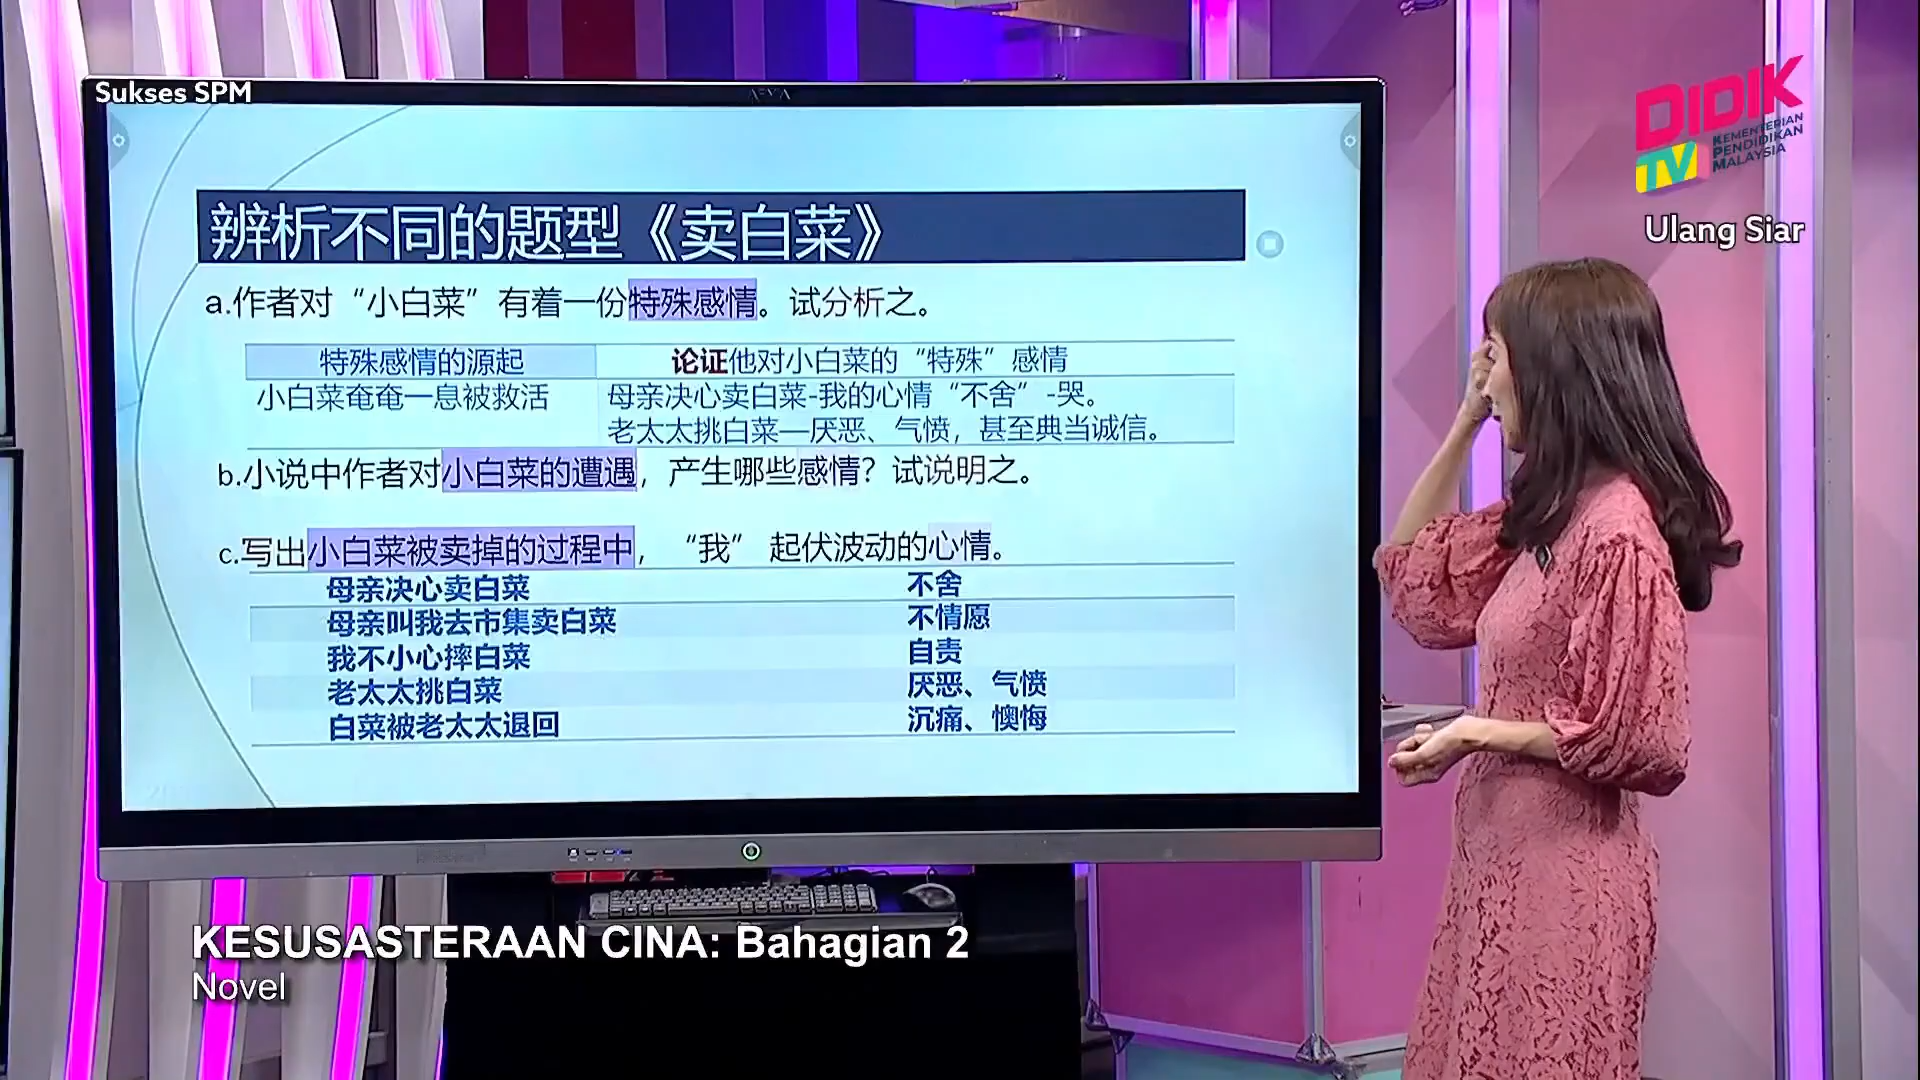 Sukses SPM
DIDIK
TV
KEMENTERIAN
PENDIDIKAN
MALAYSIA
Ulang Siar
辨析不同的题型《卖白菜》
a.作者对“小白菜”有着一份特殊感情。试分析之。
特殊感情的源起 论证他对小白菜的“特殊”感情
小白菜奄奄一息被救活 母亲决心卖白菜-我的心情“不舍”-哭。
老太太挑白菜—厌恶、气愤，甚至典当诚信。
b.小说中作者对小白菜的遭遇，产生哪些感情？试说明之。
c.写出小白菜被卖掉的过程中，“我” 起伏波动的心情。
母亲决心卖白菜 不舍
母亲叫我去市集卖白菜 不情愿
我不小心摔白菜 自责
老太太挑白菜 厌恶、气愤
白菜被老太太退回 沉痛、懊悔
KESUSASTERAAN CINA: Bahagian 2
Novel